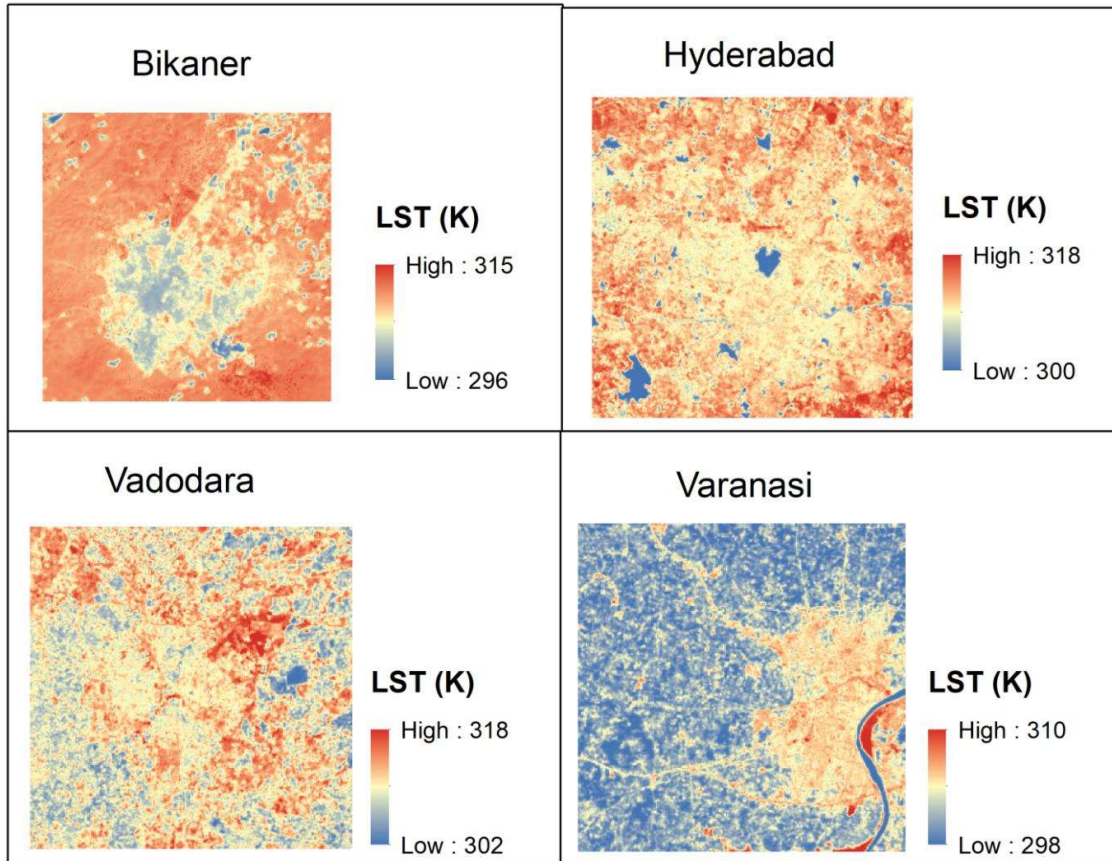 Bikaner
LST (K)
High : 315
Low : 296
Hyderabad
LST (K)
High : 318
Low : 300
Vadodara
LST (K)
High : 318
Low : 302
Varanasi
LST (K)
High : 310
Low : 298